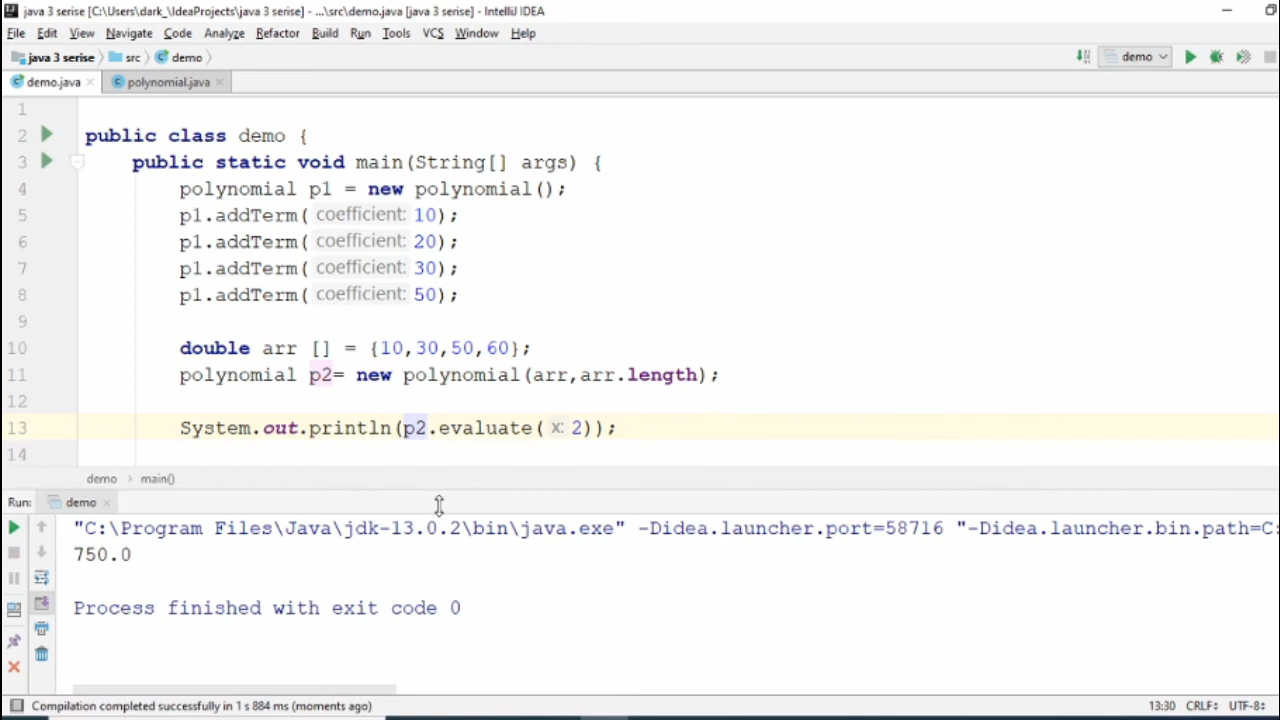 java 3 serise [C:\Users\dark_\IdeaProjects\java 3 serise] - ...\src\demo.java [java 3 serise] - IntelliJ IDEA
File Edit View Navigate Code Analyze Refactor Build Run Tools VCS Window Help
java 3 serise src demo demo
demo.java polynomial.java
1
2 public class demo {
3 public static void main(String[] args) {
4 polynomial p1 = new polynomial();
5 p1.addTerm( coefficient: 10);
6 p1.addTerm( coefficient: 20);
7 p1.addTerm( coefficient: 30);
8 p1.addTerm( coefficient: 50);
9
10 double arr [] = {10,30,50,60};
11 polynomial p2= new polynomial(arr,arr.length);
12
13 System.out.println(p2.evaluate( x: 2));
14
demo main()
Run: demo
"C:\Program Files\Java\jdk-13.0.2\bin\java.exe" -Didea.launcher.port=58716 "-Didea.launcher.bin.path=C:
750.0
Process finished with exit code 0
Compilation completed successfully in 1 s 884 ms (moments ago) 13:30 CRLF UTF-8